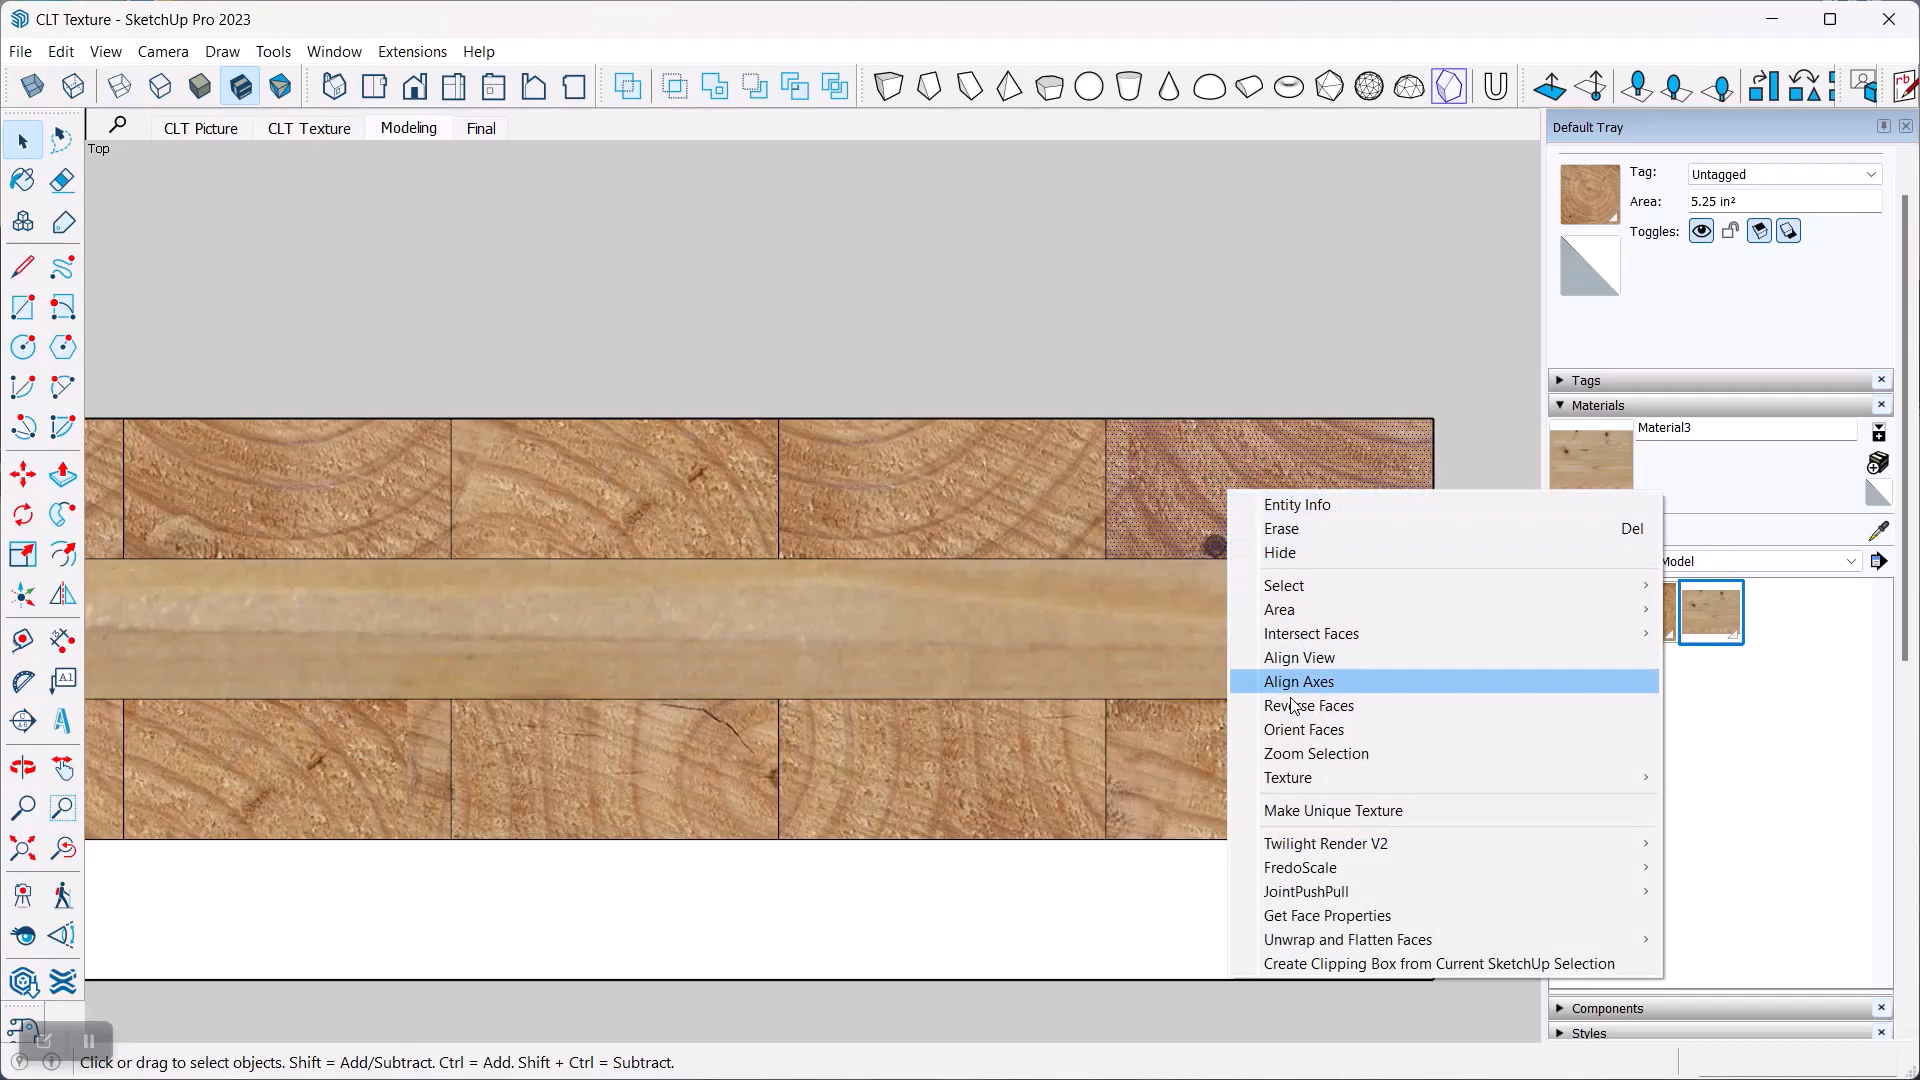 CLT Texture - SketchUp Pro 2023
File Edit View Camera Draw Tools Window Extensions Help
CLT Picture CLT Texture Modeling Final
Top
Default Tray
Tag: Untagged
Area: 5.25 in²
Toggles:
Tags
Materials
Material3
Model
Entity Info
Erase Del
Hide
Select
Area
Intersect Faces
Align View
Align Axes
Reverse Faces
Orient Faces
Zoom Selection
Texture
Make Unique Texture
Twilight Render V2
FredoScale
JointPushPull
Get Face Properties
Unwrap and Flatten Faces
Create Clipping Box from Current SketchUp Selection
Components
Styles
Click or drag to select objects. Shift = Add/Subtract. Ctrl = Add. Shift + Ctrl = Subtract.